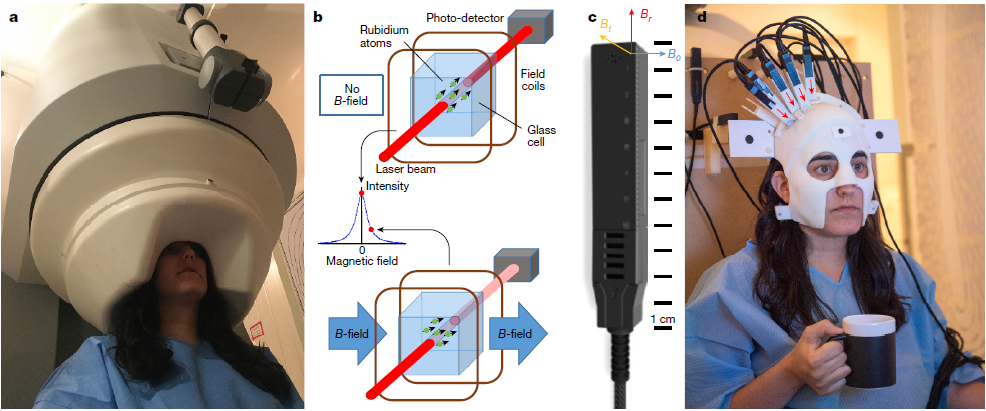 a
b
Photo-detector
Rubidium
atoms
No
B-field
Field
coils
Glass
cell
Laser beam
Intensity
0
Magnetic field
B-field
B-field
c
Br
Bt
B0
1 cm
d